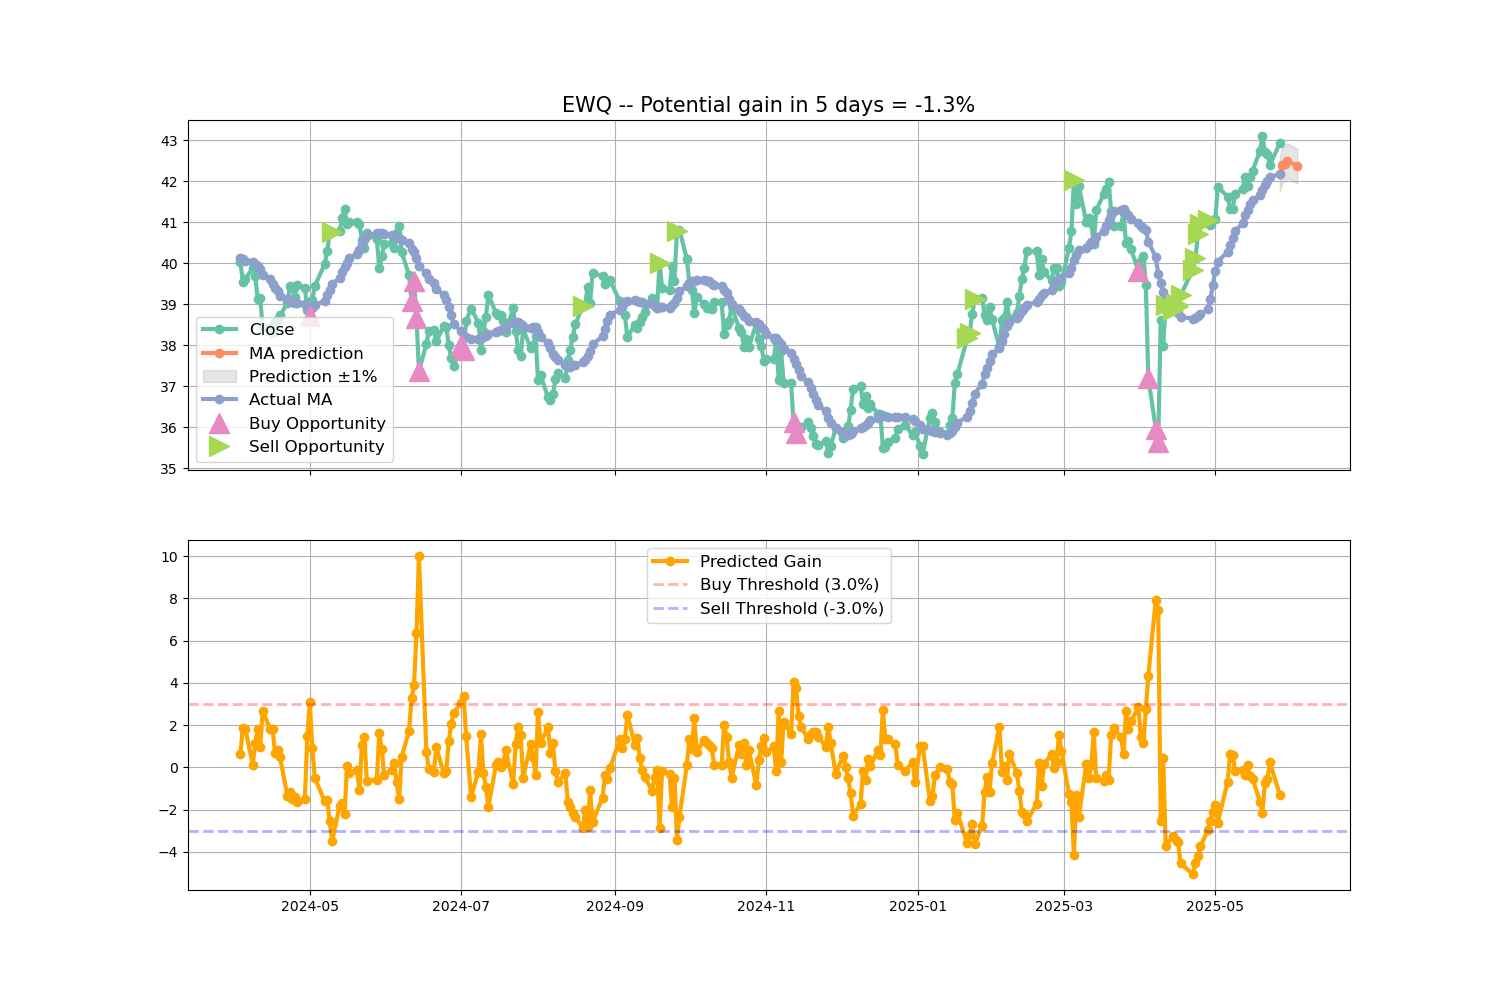 EWQ -- Potential gain in 5 days = -1.3%
43
42
41
40
39
38
37
36
35
Close
MA prediction
Prediction ±1%
Actual MA
Buy Opportunity
Sell Opportunity
10
8
6
4
2
0
−2
−4
Predicted Gain
Buy Threshold (3.0%)
Sell Threshold (-3.0%)
2024-05
2024-07
2024-09
2024-11
2025-01
2025-03
2025-05